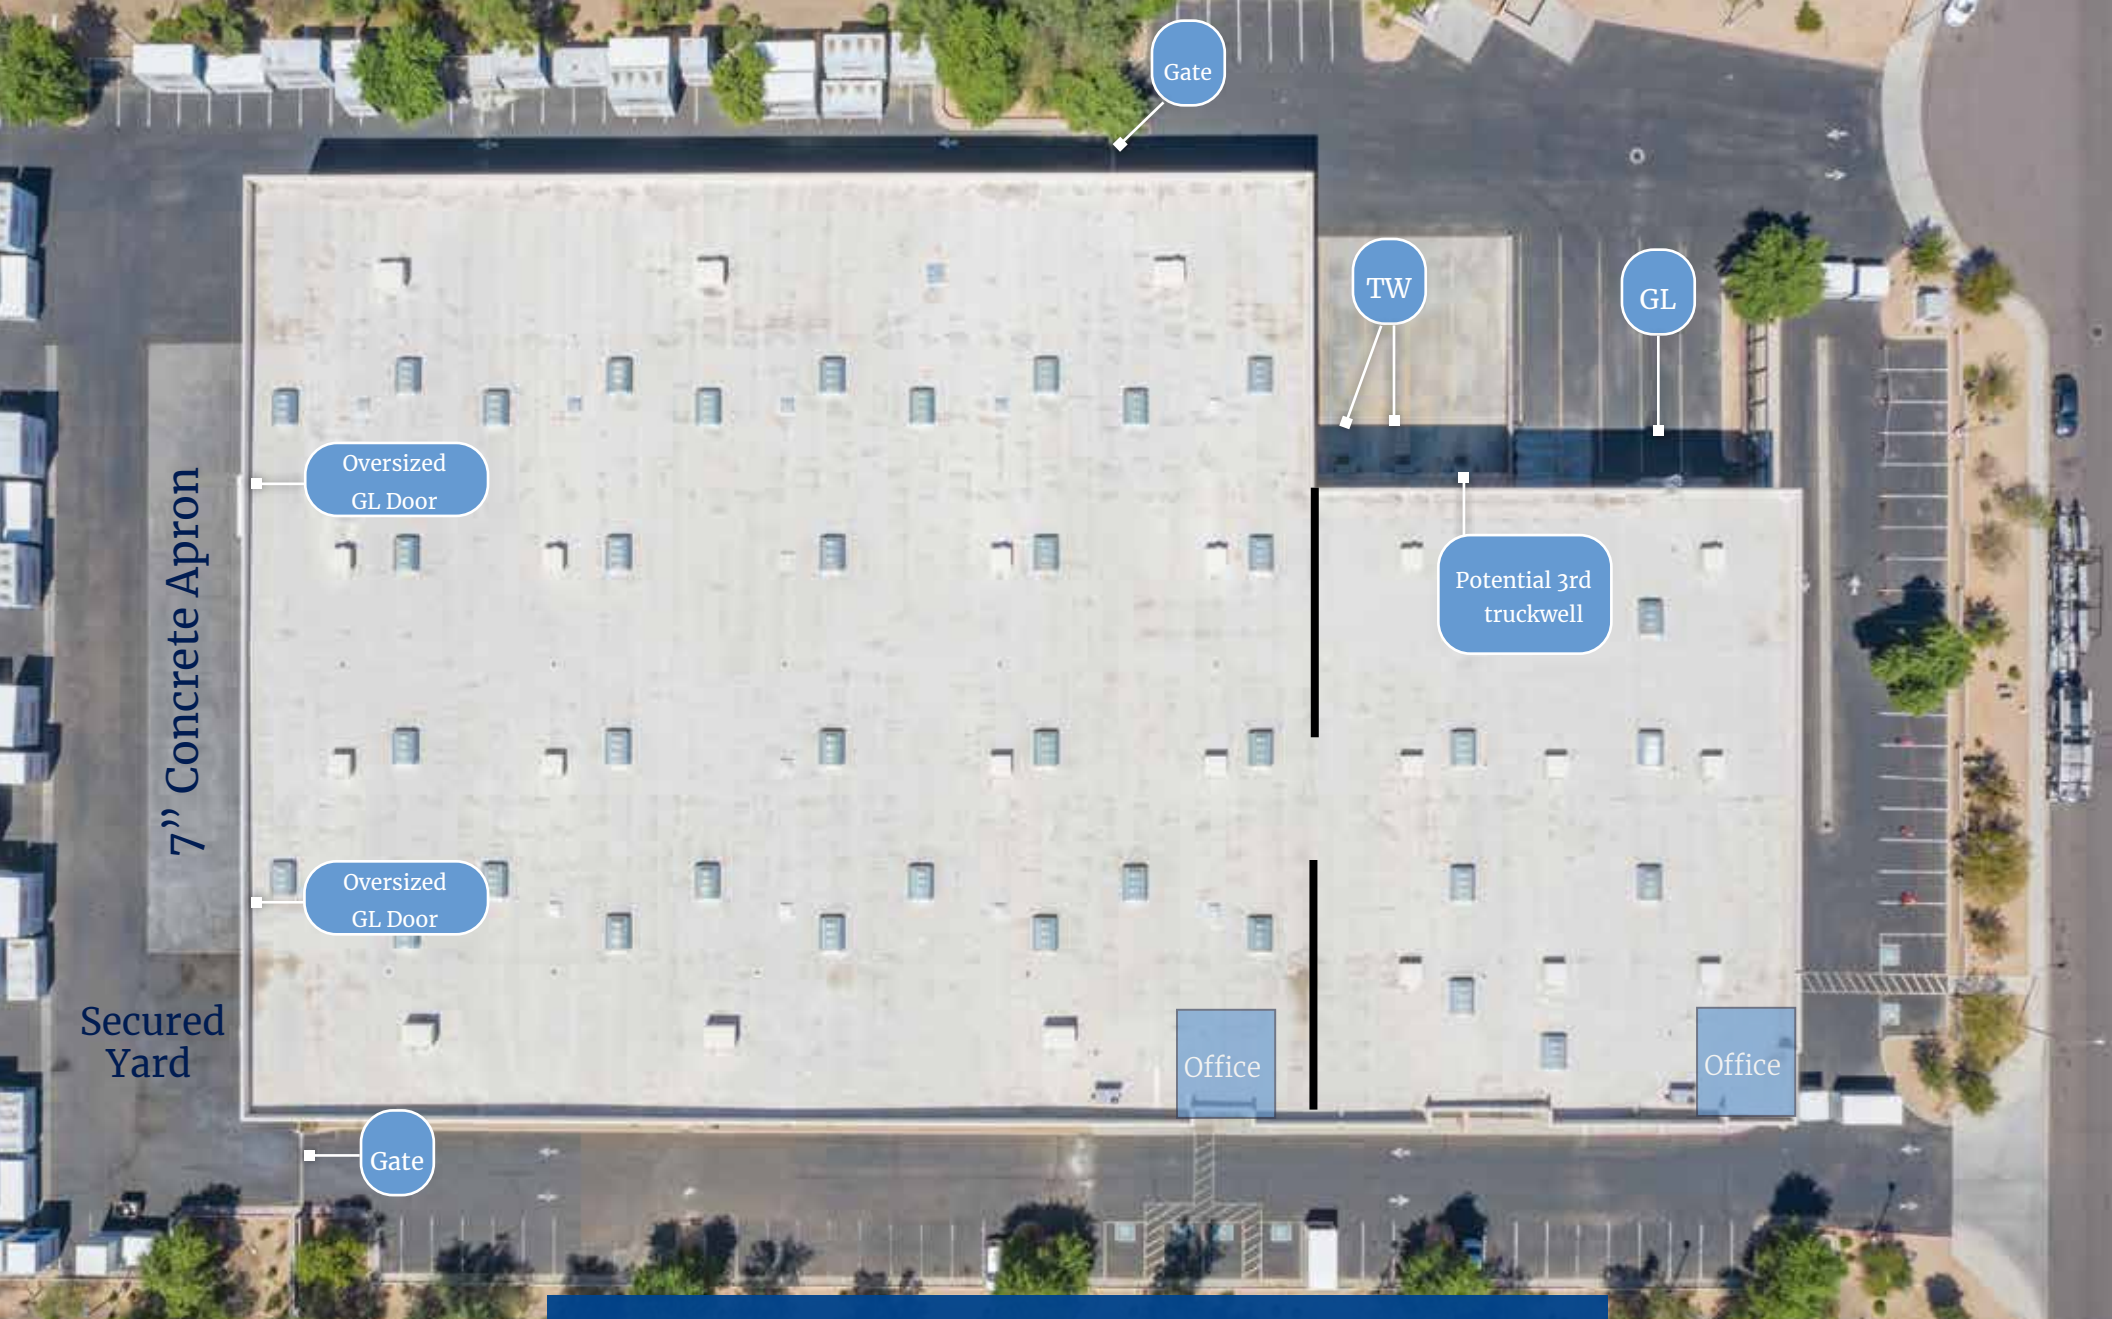 Gate
TW
GL
Oversized
GL Door
7” Concrete Apron
Potential 3rd
truckwell
Oversized
GL Door
Secured
Yard
Office
Office
Gate